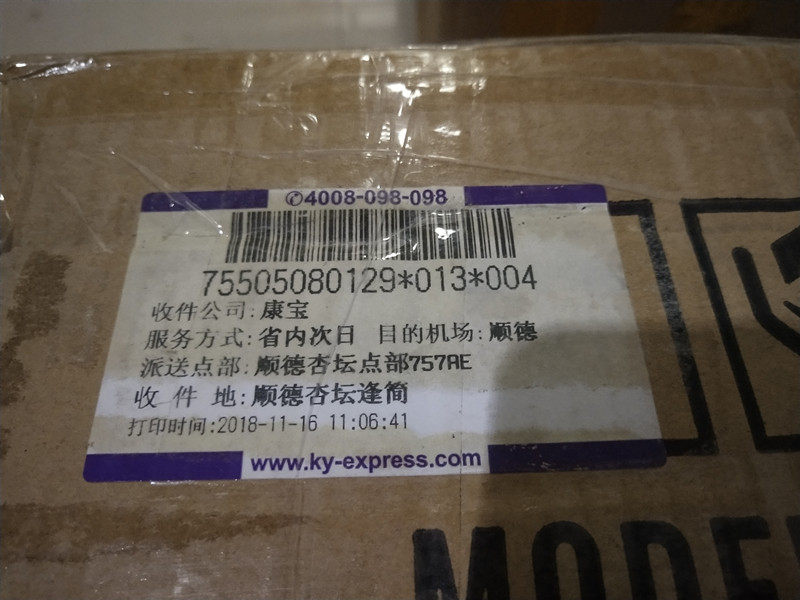 ✆4008-098-098
75505080129*013*004
收件公司:康宝
服务方式:省内次日 目的机场:顺德
派送点部:顺德杏坛点部757AE
收 件 地:顺德杏坛逢简
打印时间:2018-11-16 11:06:41
www.ky-express.com
MODE